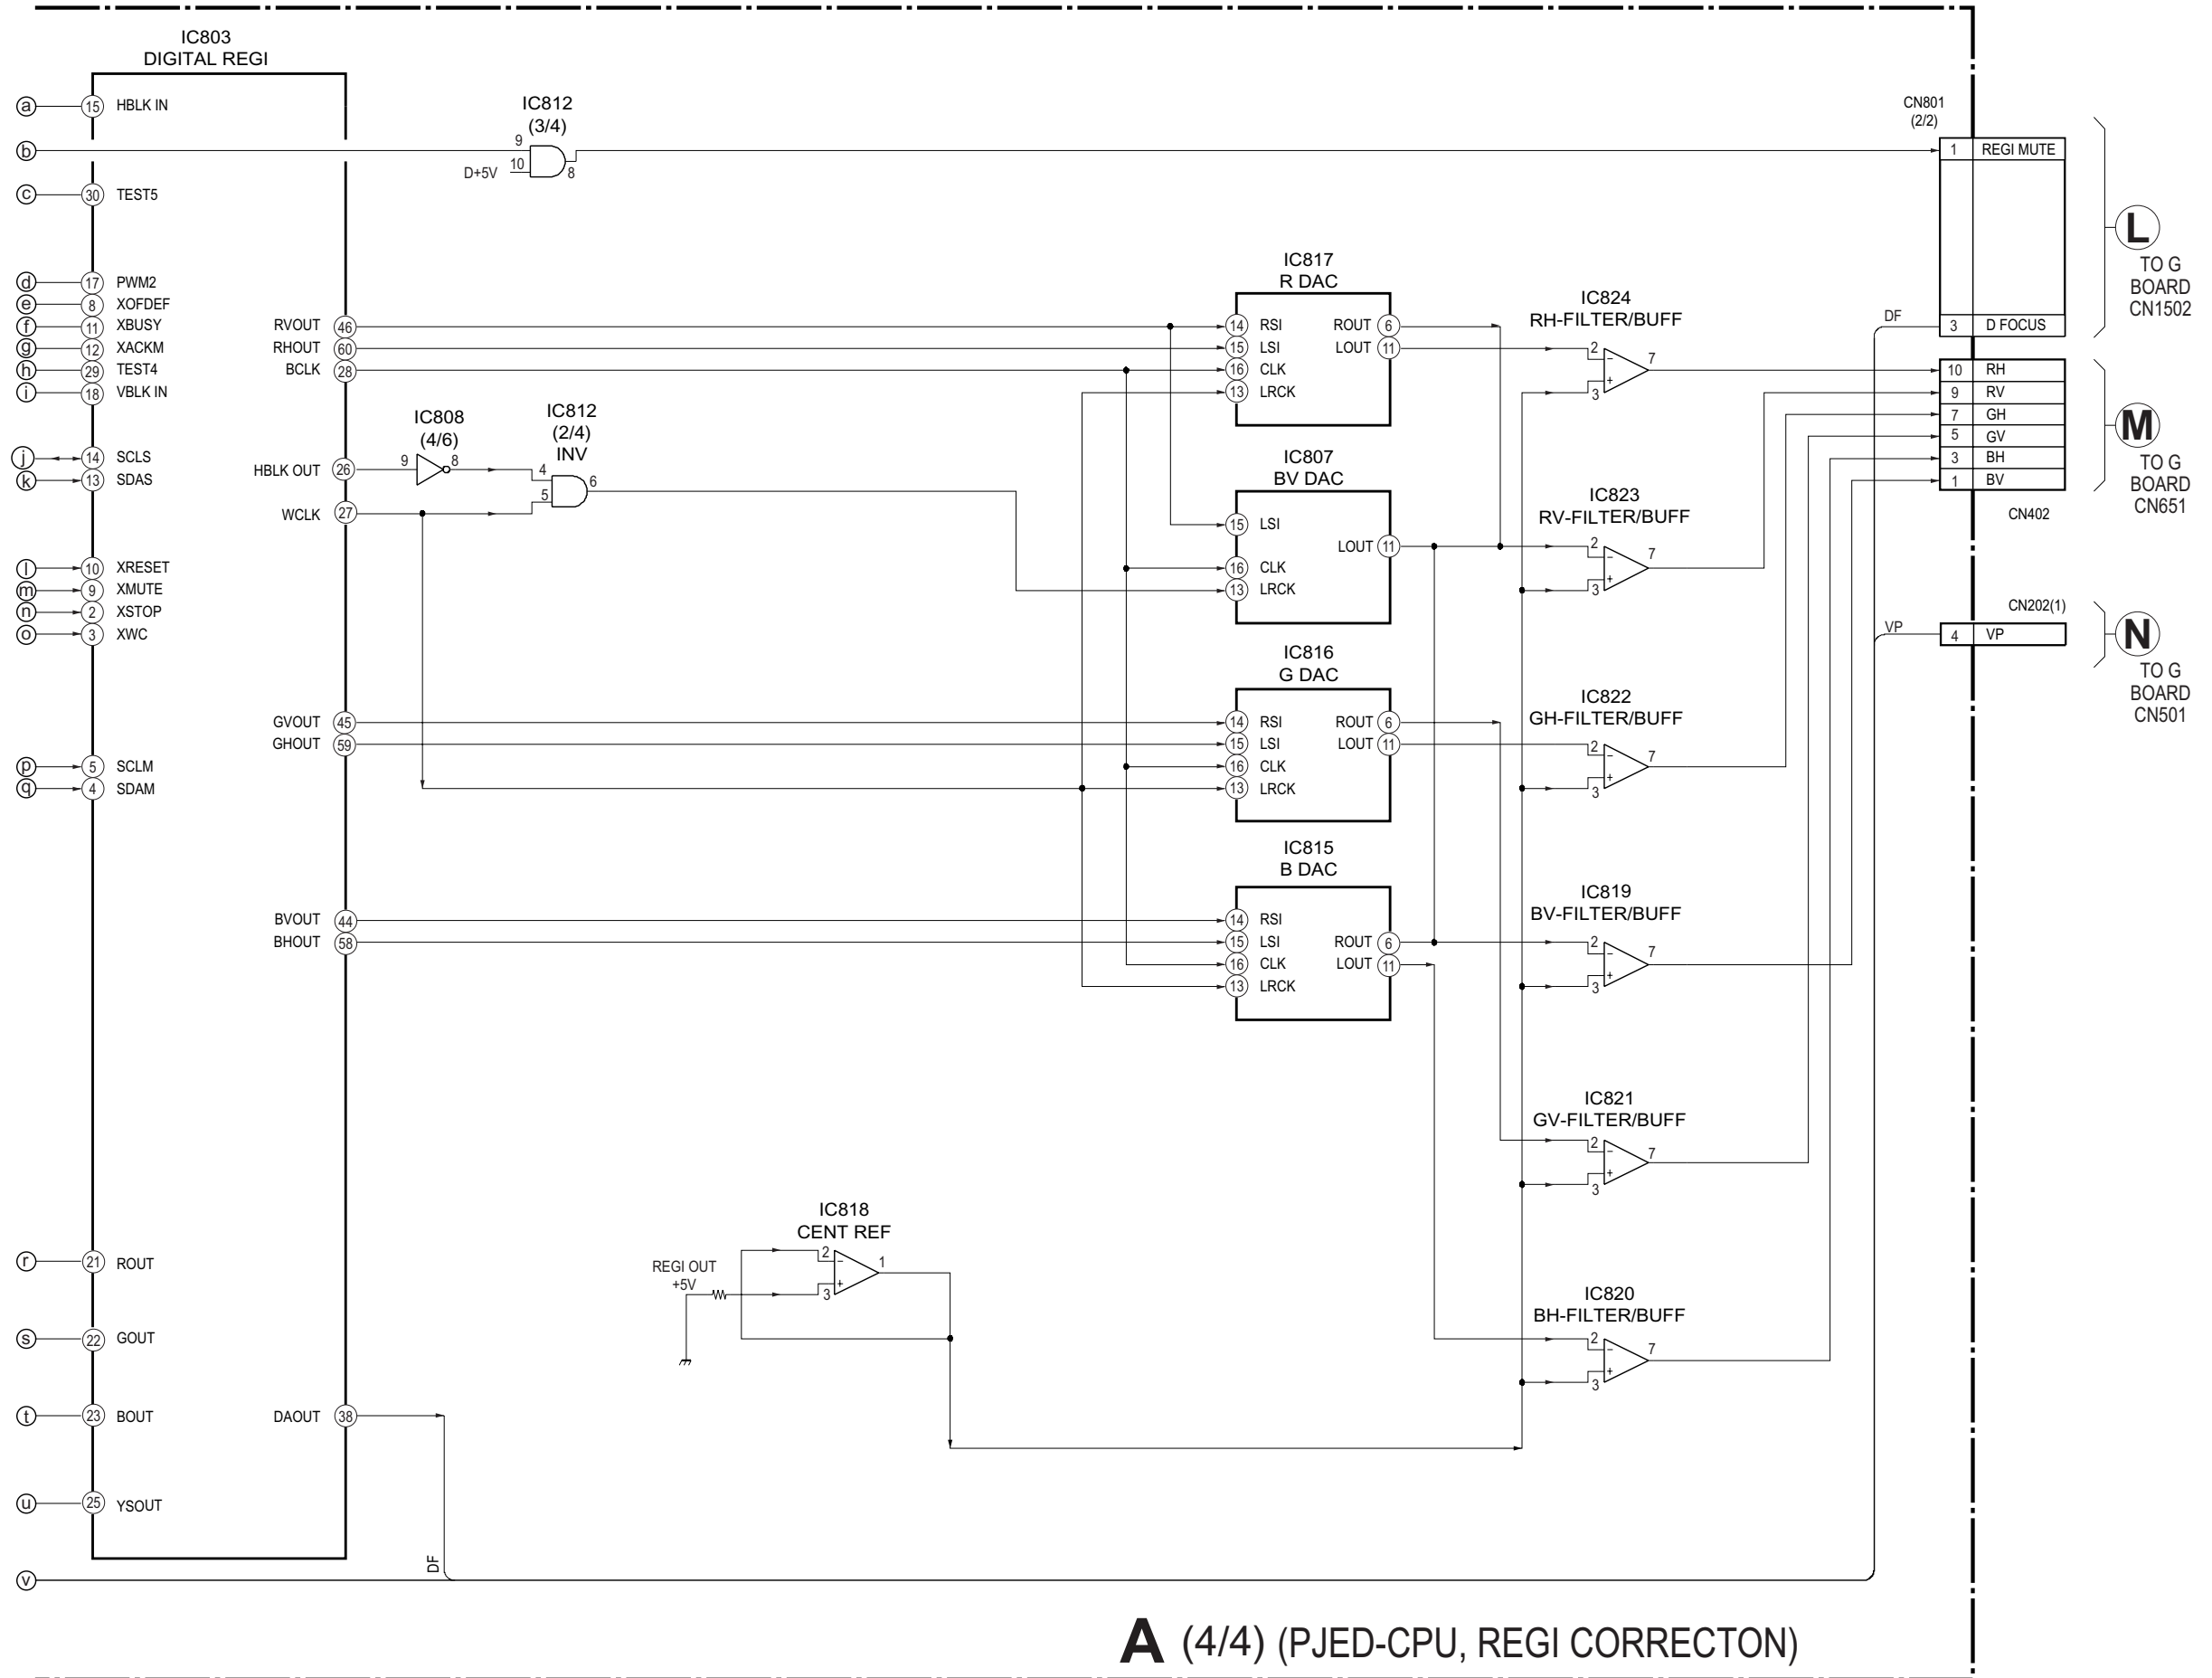 IC803
DIGITAL REGI
a
15 HBLK IN
b
c
30 TEST5
d
17 PWM2
e
8 XOFDEF
f
11 XBUSY
g
12 XACKM
h
29 TEST4
i
18 VBLK IN
j
14 SCLS
k
13 SDAS
l
10 XRESET
m
9 XMUTE
n
2 XSTOP
o
3 XWC
p
5 SCLM
q
4 SDAM
r
21 ROUT
s
22 GOUT
t
23 BOUT
u
25 YSOUT
v
RVOUT 46
RHOUT 60
BCLK 28
HBLK OUT 26
WCLK 27
GVOUT 45
GHOUT 59
BVOUT 44
BHOUT 58
DAOUT 38
DF
IC812
(3/4)
9
D+5V 10
8
IC808
(4/6)
9 8
IC812
(2/4)
INV
4
5
6
IC817
R DAC
14 RSI
15 LSI
16 CLK
13 LRCK
ROUT 6
LOUT 11
IC807
BV DAC
15 LSI
16 CLK
13 LRCK
LOUT 11
IC816
G DAC
14 RSI
15 LSI
16 CLK
13 LRCK
ROUT 6
LOUT 11
IC815
B DAC
14 RSI
15 LSI
16 CLK
13 LRCK
ROUT 6
LOUT 11
IC818
CENT REF
REGI OUT
+5V
2
−
+
3
1
IC824
RH-FILTER/BUFF
2
−
+
3
7
IC823
RV-FILTER/BUFF
2
−
+
3
7
IC822
GH-FILTER/BUFF
2
−
+
3
7
IC819
BV-FILTER/BUFF
2
−
+
3
7
IC821
GV-FILTER/BUFF
2
−
+
3
7
IC820
BH-FILTER/BUFF
2
−
+
3
7
CN801
(2/2)
1 REGI MUTE
DF
3 D FOCUS
L
TO G
BOARD
CN1502
10 RH
9 RV
7 GH
5 GV
3 BH
1 BV
CN402
M
TO G
BOARD
CN651
CN202(1)
VP
4 VP
N
TO G
BOARD
CN501
A (4/4) (PJED-CPU, REGI CORRECTON)